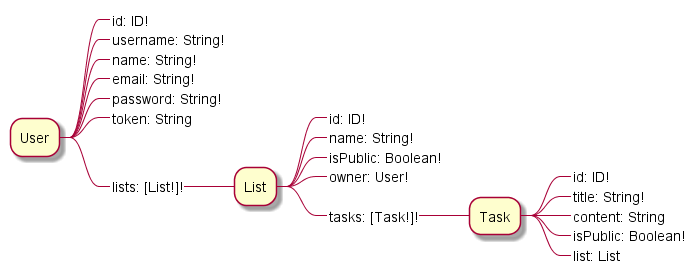 User
id: ID!
username: String!
name: String!
email: String!
password: String!
token: String
lists: [List!]!
List
id: ID!
name: String!
isPublic: Boolean!
owner: User!
tasks: [Task!]!
Task
id: ID!
title: String!
content: String
isPublic: Boolean!
list: List